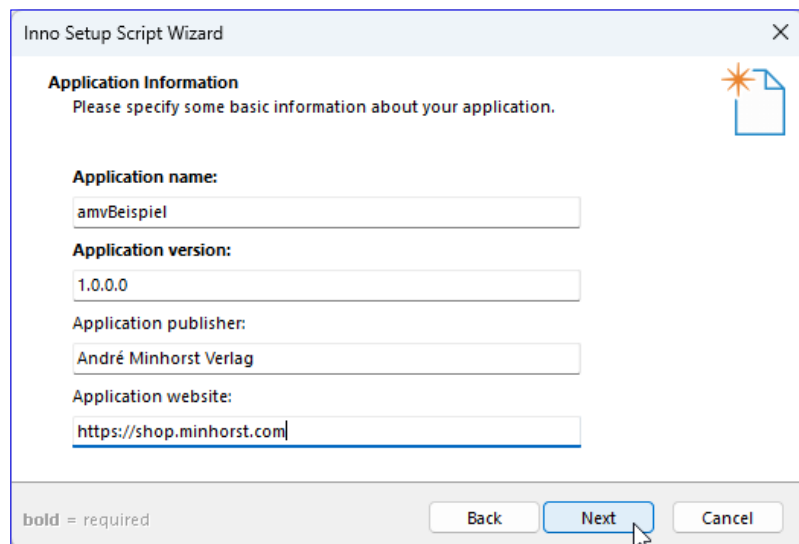 Inno Setup Script Wizard
Application Information
Please specify some basic information about your application.
Application name:
amvBeispiel
Application version:
1.0.0.0
Application publisher:
André Minhorst Verlag
Application website:
https://shop.minhorst.com
bold = required
Back
Next
Cancel